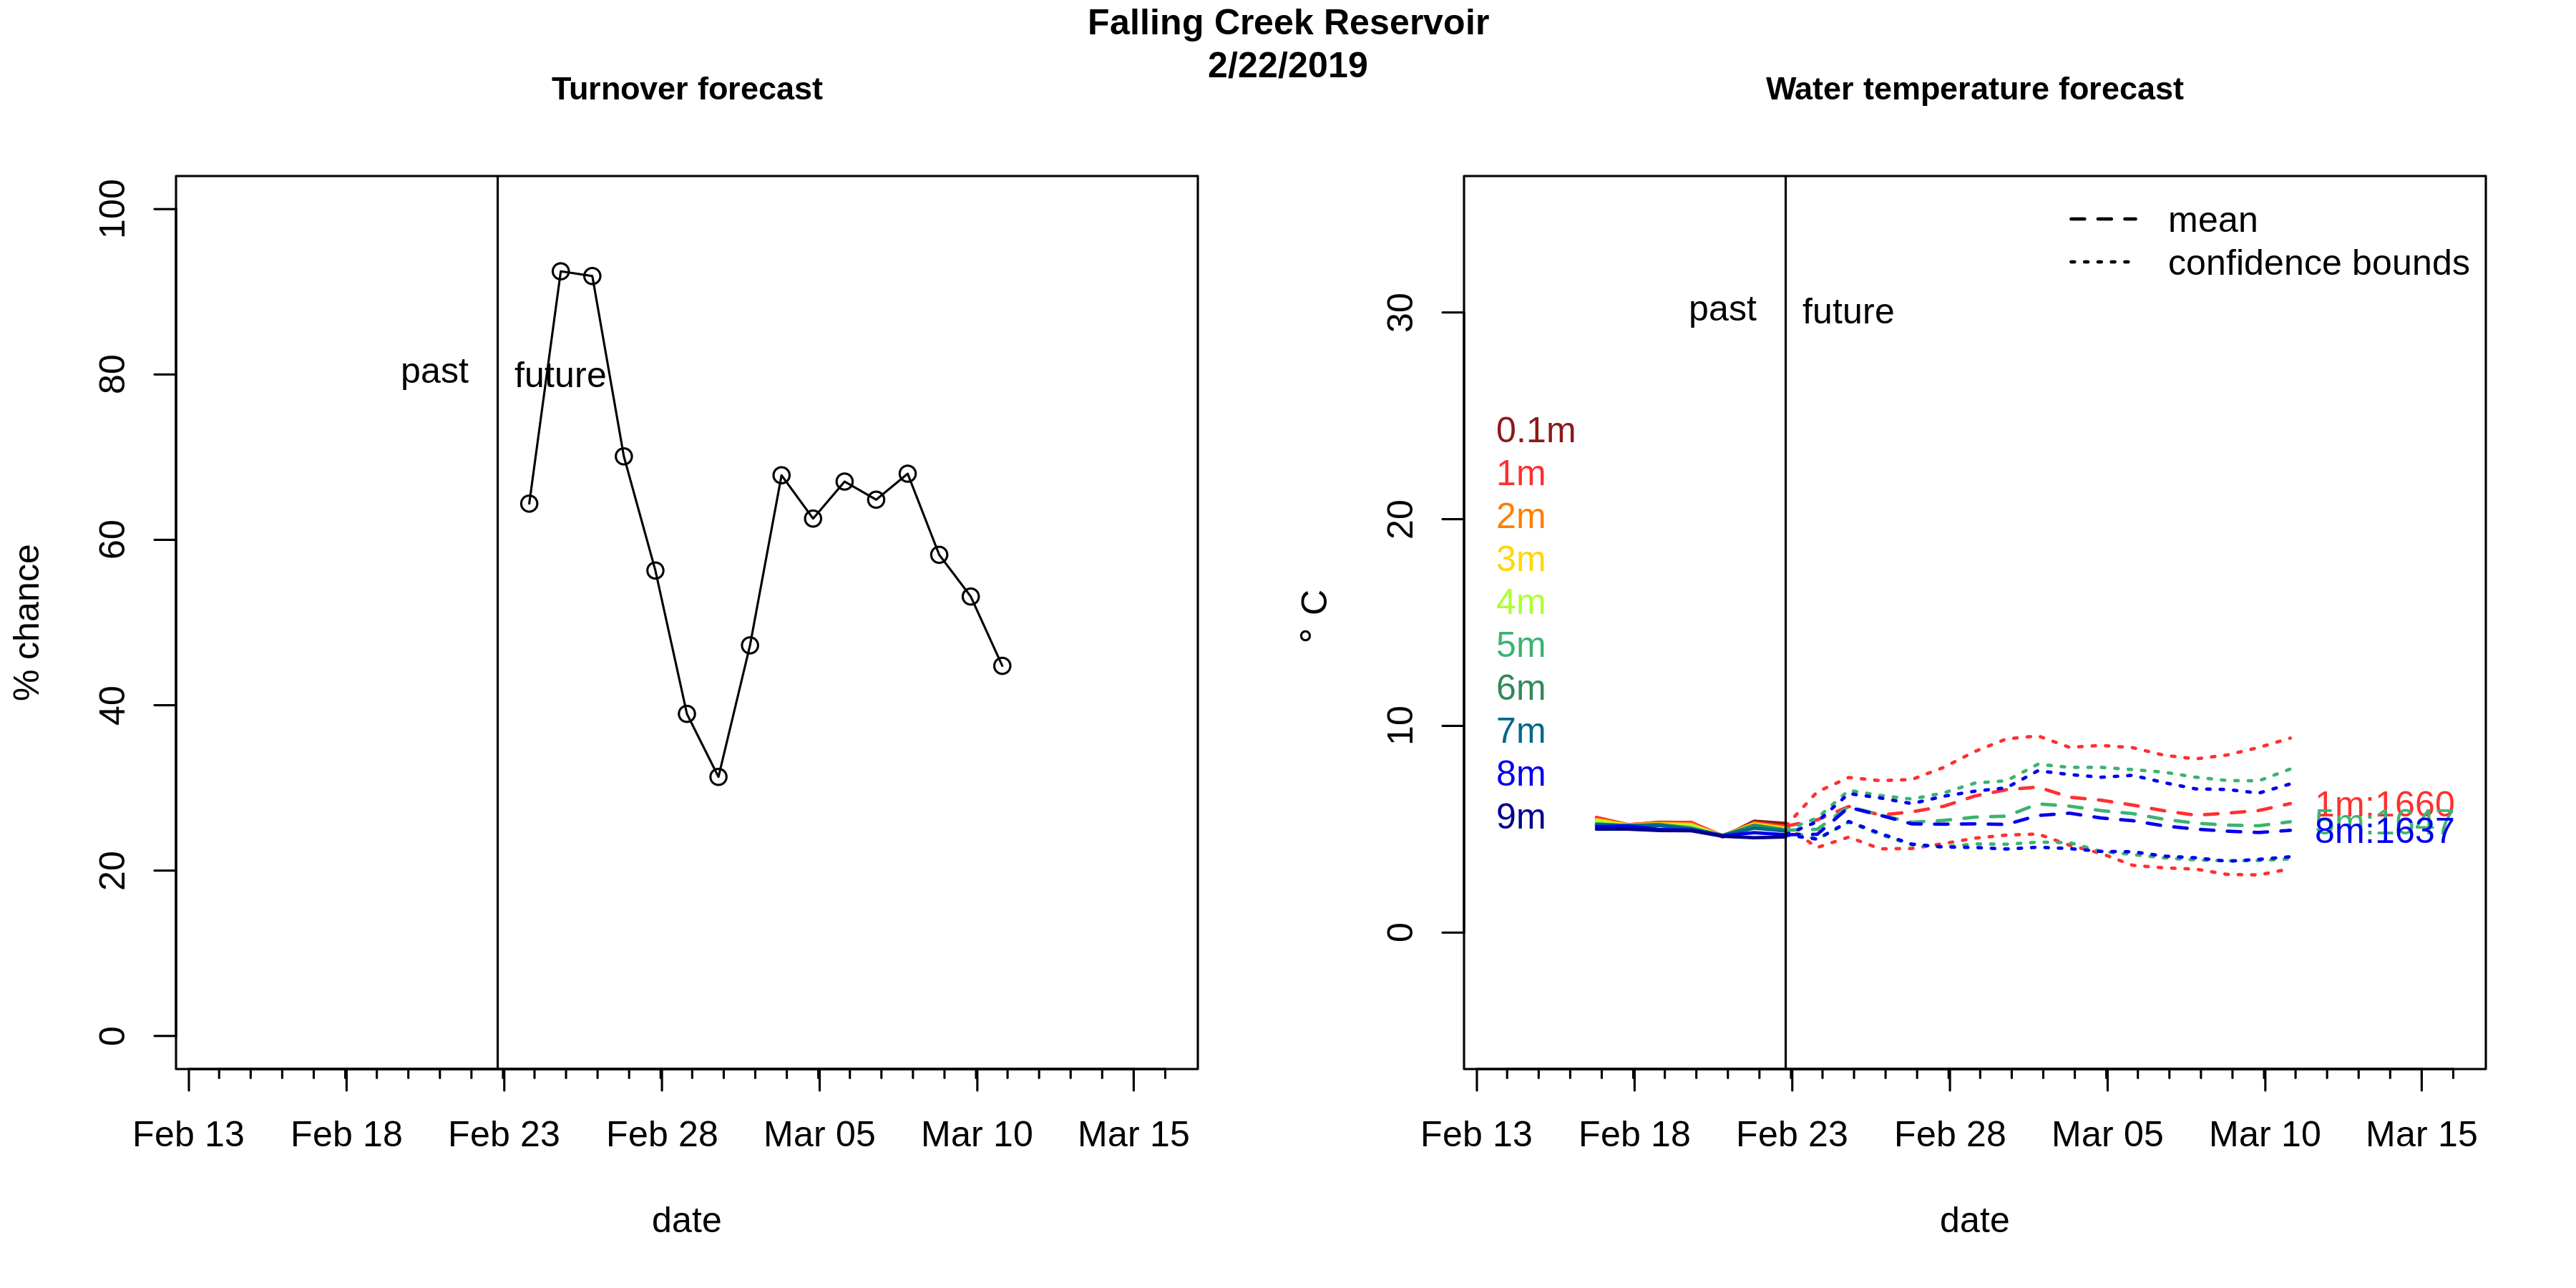 Falling Creek Reservoir
2/22/2019
Turnover forecast
% chance
100
80
60
40
20
0
past
future
Feb 13
Feb 18
Feb 23
Feb 28
Mar 05
Mar 10
Mar 15
date
Water temperature forecast
° C
30
20
10
0
mean
confidence bounds
past
future
0.1m
1m
2m
3m
4m
5m
6m
7m
8m
9m
1m:1660
8m:1637
Feb 13
Feb 18
Feb 23
Feb 28
Mar 05
Mar 10
Mar 15
date